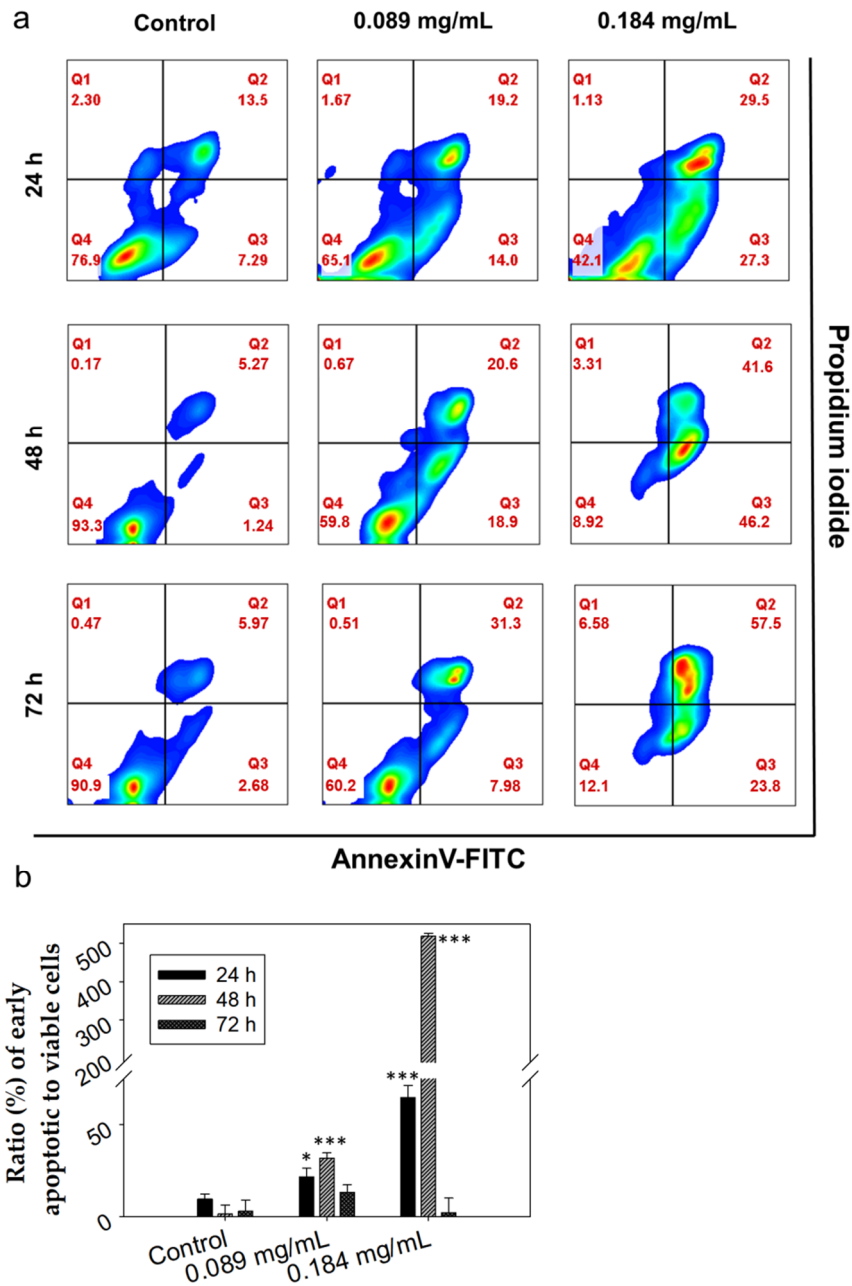 a
Control
0.089 mg/mL
0.184 mg/mL
24 h
Q1
2.30
Q2
13.5
Q4
76.9
Q3
7.29
Q1
1.67
Q2
19.2
Q4
65.1
Q3
14.0
Q1
1.13
Q2
29.5
Q4
42.1
Q3
27.3
48 h
Q1
0.17
Q2
5.27
Q4
93.3
Q3
1.24
Q1
0.67
Q2
20.6
Q4
59.8
Q3
18.9
Q1
3.31
Q2
41.6
Q4
8.92
Q3
46.2
72 h
Q1
0.47
Q2
5.97
Q4
90.9
Q3
2.68
Q1
0.51
Q2
31.3
Q4
60.2
Q3
7.98
Q1
6.58
Q2
57.5
Q4
12.1
Q3
23.8
Propidium iodide
AnnexinV-FITC
b
Ratio (%) of early
apoptotic to viable cells
500
400
300
200
200
50
0
24 h
48 h
72 h
*
***
***
***
Control
0.089 mg/mL
0.184 mg/mL